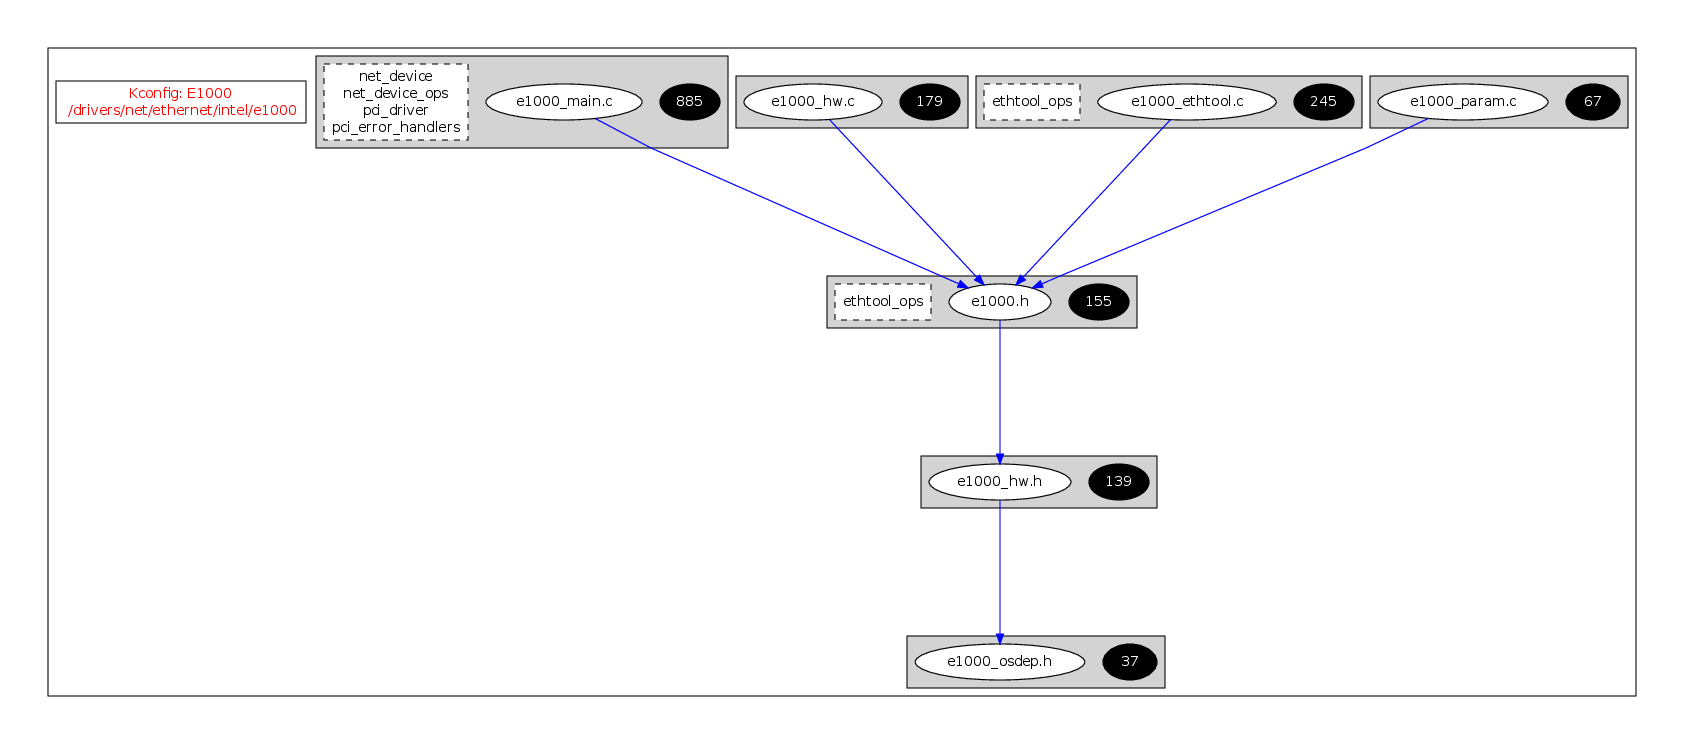 Kconfig: E1000
/drivers/net/ethernet/intel/e1000
net_device
net_device_ops
pci_driver
pci_error_handlers
e1000_main.c
885
e1000_hw.c
179
ethtool_ops
e1000_ethtool.c
245
e1000_param.c
67
ethtool_ops
e1000.h
155
e1000_hw.h
139
e1000_osdep.h
37